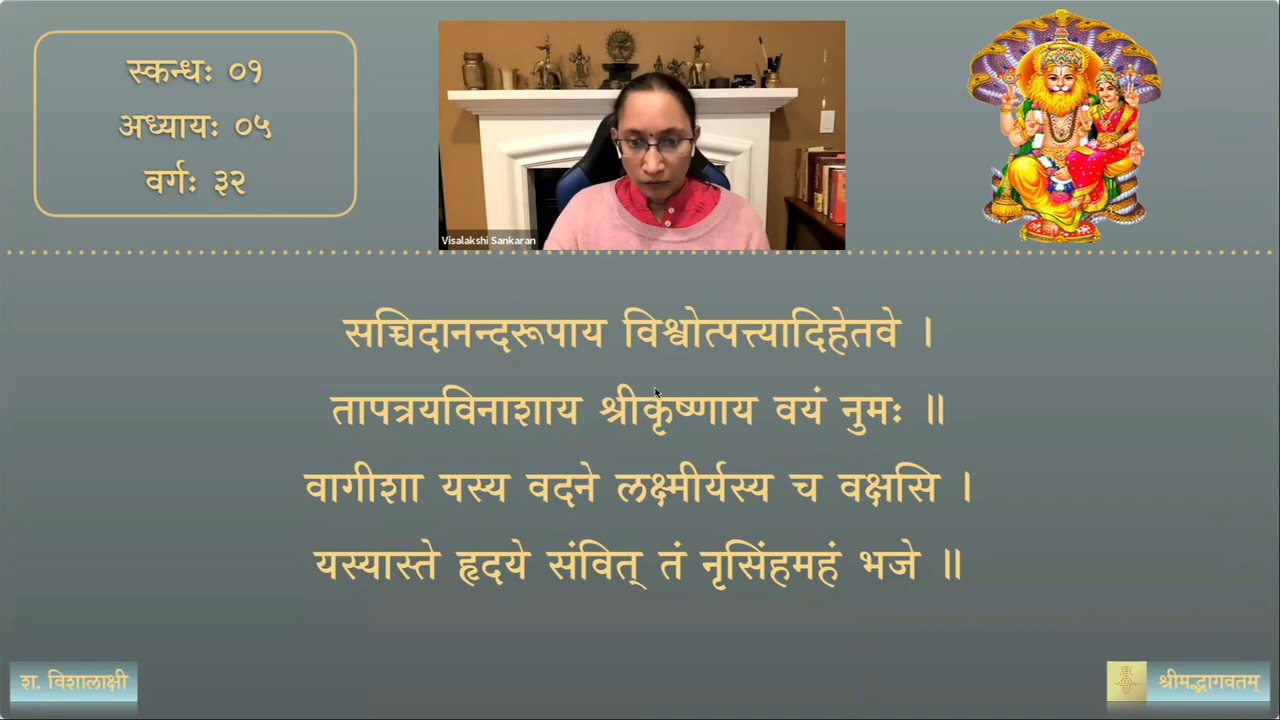 स्कन्धः ०१
अध्यायः ०५
वर्गः ३२
Visalakshi Sankaran
सच्चिदानन्दरूपाय विश्वोत्पत्त्यादिहेतवे ।
तापत्रयविनाशाय श्रीकृष्णाय वयं नुमः ॥
वागीशा यस्य वदने लक्ष्मीर्यस्य च वक्षसि ।
यस्यास्ते हृदये संवित् तं नृसिंहमहं भजे ॥
श. विशालाक्षी
श्रीमद्भागवतम्